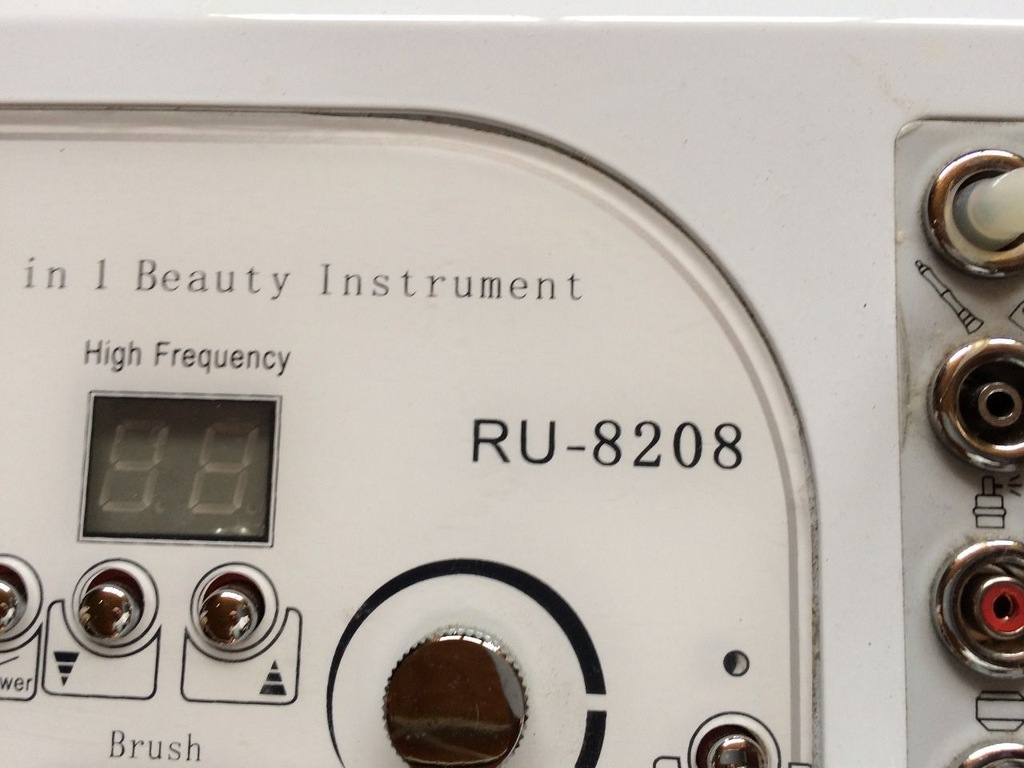 in 1 Beauty Instrument
High Frequency
RU-8208
Brush